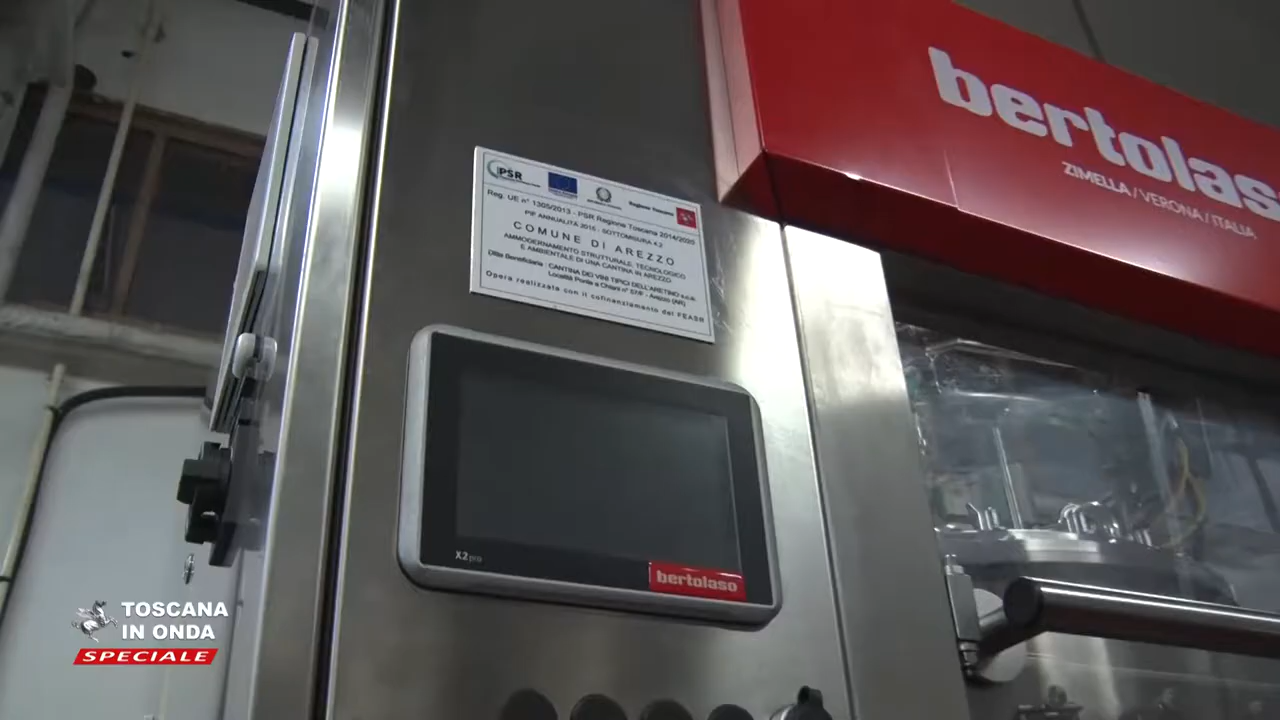 bertolaso
ZIMELLA / VERONA / ITALIA
PSR
Regione Toscana
Reg. UE n° 1305/2013 - PSR Regione Toscana 2014/2020
PIF ANNUALITÀ 2015 - SOTTOMISURA 4.2
COMUNE DI AREZZO
AMMODERNAMENTO STRUTTURALE, TECNOLOGICO
E AMBIENTALE DI UNA CANTINA IN AREZZO
Ditta Beneficiaria: CANTINA DEI VINI TIPICI DELL'ARETINO s.c.a.
Località Ponte a Chiani n° 57/F - Arezzo (AR)
Opera realizzata con il cofinanziamento del FEASR
X2 pro
bertolaso
TOSCANA
IN ONDA
SPECIALE